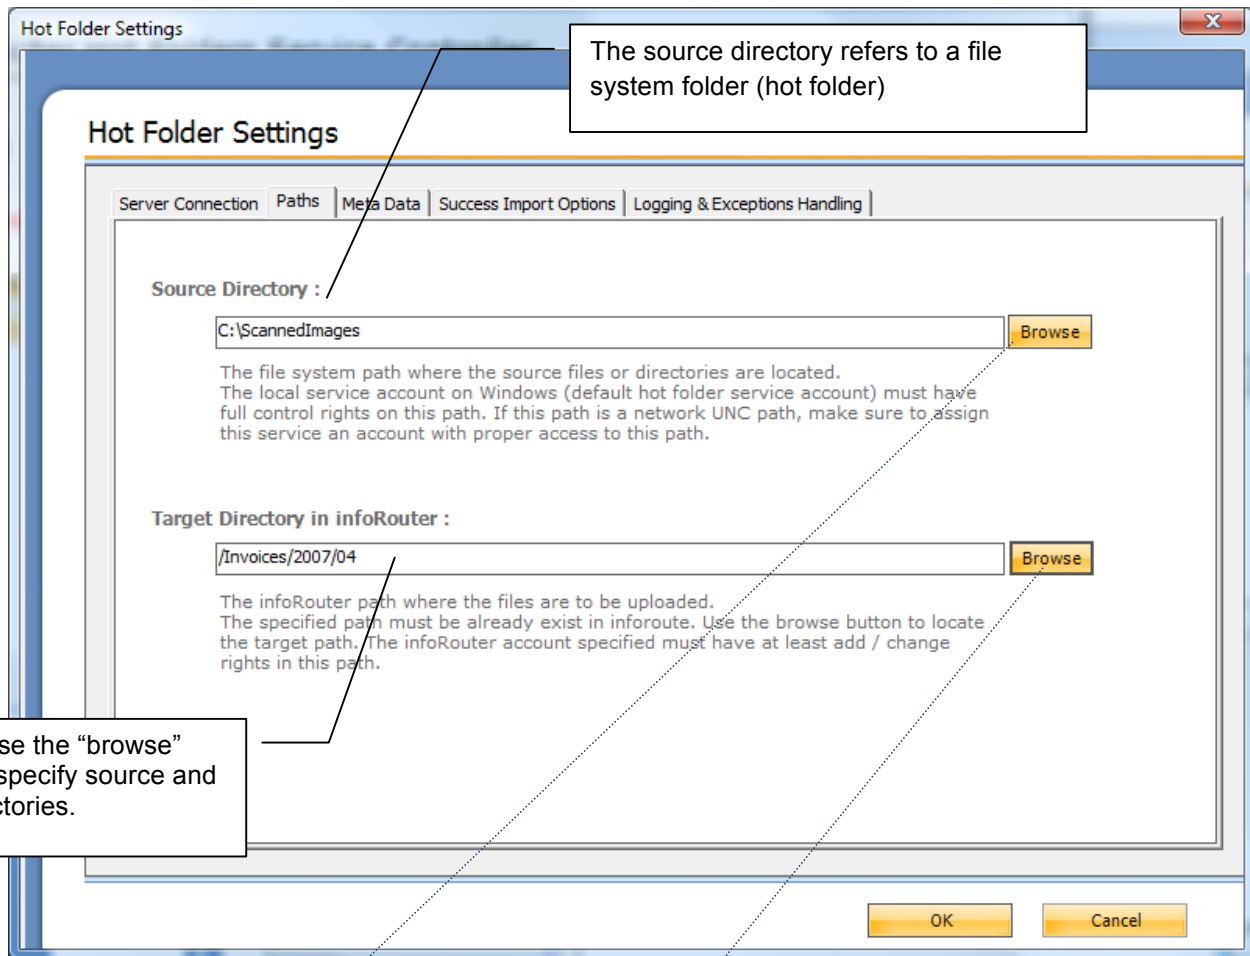 Hot Folder Settings
The source directory refers to a file
system folder (hot folder)
Hot Folder Settings
Server Connection Paths Meta Data Success Import Options Logging & Exceptions Handling
Source Directory :
C:\ScannedImages
Browse
The file system path where the source files or directories are located.
The local service account on Windows (default hot folder service account) must have
full control rights on this path. If this path is a network UNC path, make sure to assign
this service an account with proper access to this path.
Target Directory in infoRouter :
/Invoices/2007/04
Browse
The infoRouter path where the files are to be uploaded.
The specified path must be already exist in inforoute. Use the browse button to locate
the target path. The infoRouter account specified must have at least add / change
rights in this path.
se the “browse”
specify source and
ctories.
OK
Cancel